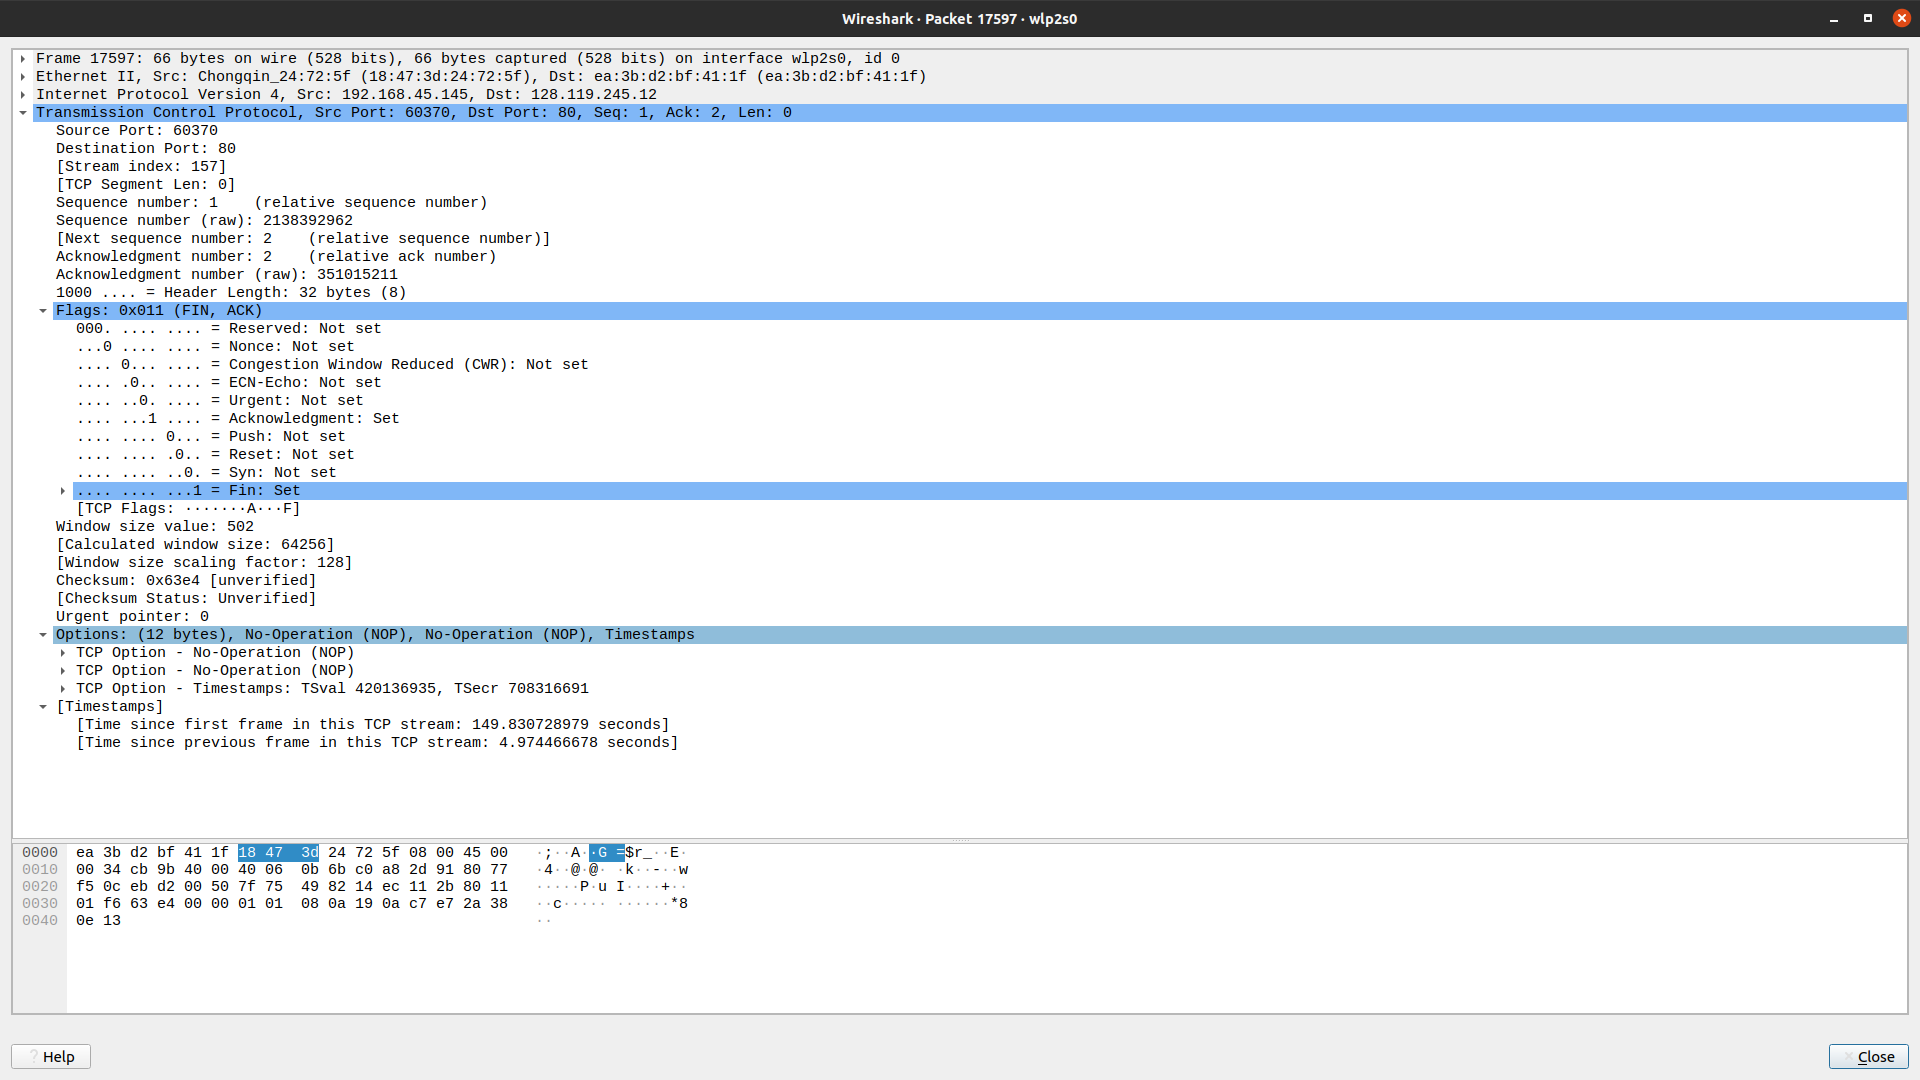 Wireshark · Packet 17597 · wlp2s0
Frame 17597: 66 bytes on wire (528 bits), 66 bytes captured (528 bits) on interface wlp2s0, id 0
Ethernet II, Src: Chongqin_24:72:5f (18:47:3d:24:72:5f), Dst: ea:3b:d2:bf:41:1f (ea:3b:d2:bf:41:1f)
Internet Protocol Version 4, Src: 192.168.45.145, Dst: 128.119.245.12
Transmission Control Protocol, Src Port: 60370, Dst Port: 80, Seq: 1, Ack: 2, Len: 0
Source Port: 60370
Destination Port: 80
[Stream index: 157]
[TCP Segment Len: 0]
Sequence number: 1    (relative sequence number)
Sequence number (raw): 2138392962
[Next sequence number: 2    (relative sequence number)]
Acknowledgment number: 2    (relative ack number)
Acknowledgment number (raw): 351015211
1000 .... = Header Length: 32 bytes (8)
Flags: 0x011 (FIN, ACK)
000. .... .... = Reserved: Not set
...0 .... .... = Nonce: Not set
.... 0... .... = Congestion Window Reduced (CWR): Not set
.... .0.. .... = ECN-Echo: Not set
.... ..0. .... = Urgent: Not set
.... ...1 .... = Acknowledgment: Set
.... .... 0... = Push: Not set
.... .... .0.. = Reset: Not set
.... .... ..0. = Syn: Not set
.... .... ...1 = Fin: Set
[TCP Flags: ·······A···F]
Window size value: 502
[Calculated window size: 64256]
[Window size scaling factor: 128]
Checksum: 0x63e4 [unverified]
[Checksum Status: Unverified]
Urgent pointer: 0
Options: (12 bytes), No-Operation (NOP), No-Operation (NOP), Timestamps
TCP Option - No-Operation (NOP)
TCP Option - No-Operation (NOP)
TCP Option - Timestamps: TSval 420136935, TSecr 708316691
[Timestamps]
[Time since first frame in this TCP stream: 149.830728979 seconds]
[Time since previous frame in this TCP stream: 4.974466678 seconds]
0000 ea 3b d2 bf 41 1f 18 47  3d 24 72 5f 08 00 45 00   ·;··A··G =$r_··E·
0010 00 34 cb 9b 40 00 40 06  0b 6b c0 a8 2d 91 80 77   ·4··@·@· ·k··-··w
0020 f5 0c eb d2 00 50 7f 75  49 82 14 ec 11 2b 80 11   ·····P·u I····+··
0030 01 f6 63 e4 00 00 01 01  08 0a 19 0a c7 e7 2a 38   ··c····· ······*8
0040 0e 13   ··
Help
Close